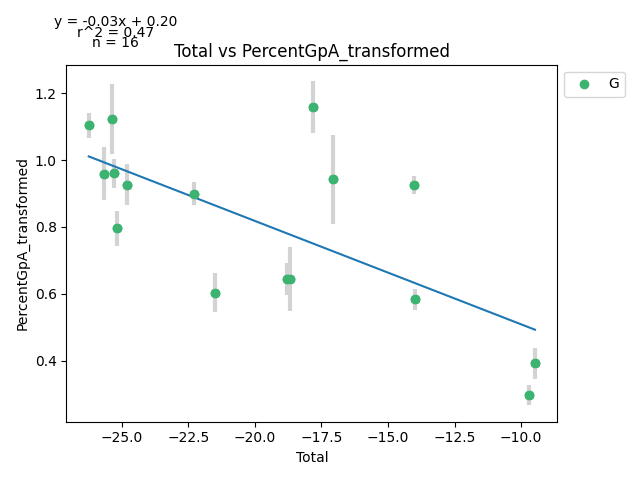 y = -0.03x + 0.20
r^2 = 0.47
n = 16
Total vs PercentGpA_transformed
G
1.2
1.0
0.8
0.6
0.4
PercentGpA_transformed
−25.0
−22.5
−20.0
−17.5
−15.0
−12.5
−10.0
Total